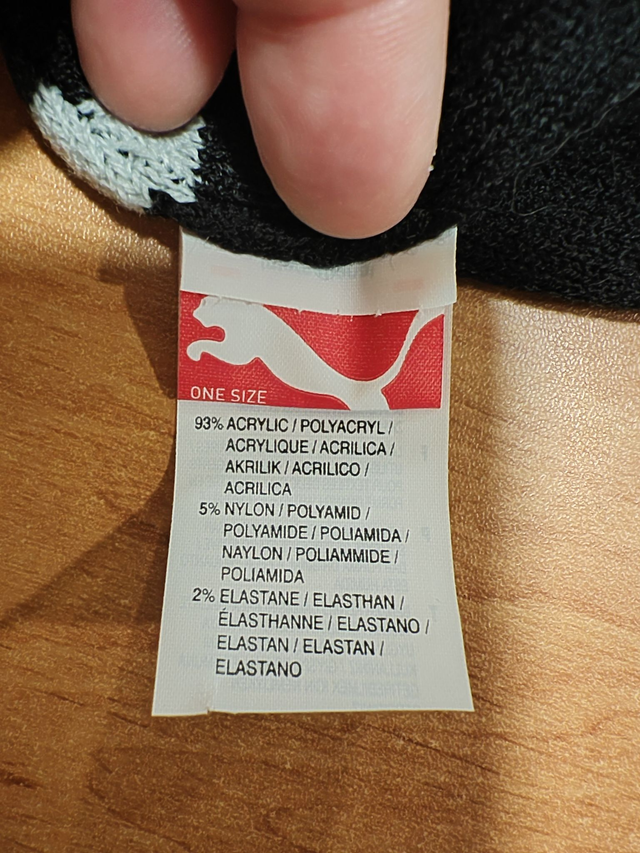 ONE SIZE
93% ACRYLIC / POLYACRYL /
ACRYLIQUE / ACRILICA /
AKRILIK / ACRILICO /
ACRILICA
5% NYLON / POLYAMID /
POLYAMIDE / POLIAMIDA /
NAYLON / POLIAMMIDE /
POLIAMIDA
2% ELASTANE / ELASTHAN /
ÉLASTHANNE / ELASTANO /
ELASTAN / ELASTAN /
ELASTANO